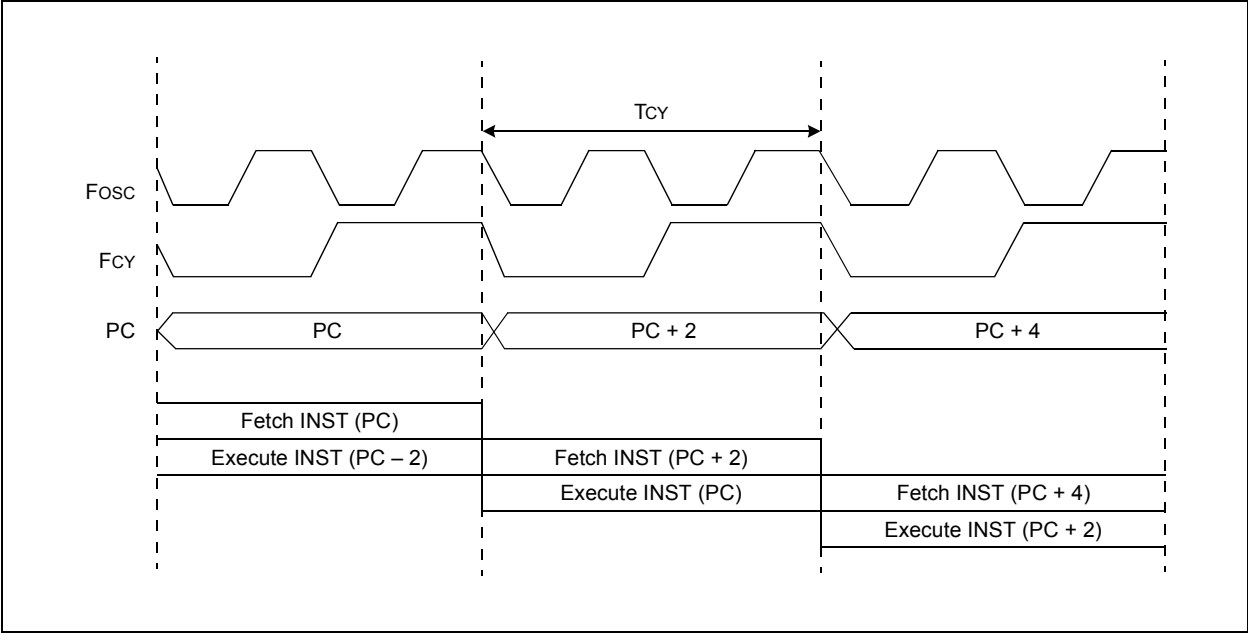 TCY
FOSC
FCY
PC PC PC + 2 PC + 4
Fetch INST (PC)
Execute INST (PC – 2) Fetch INST (PC + 2)
Execute INST (PC) Fetch INST (PC + 4)
Execute INST (PC + 2)